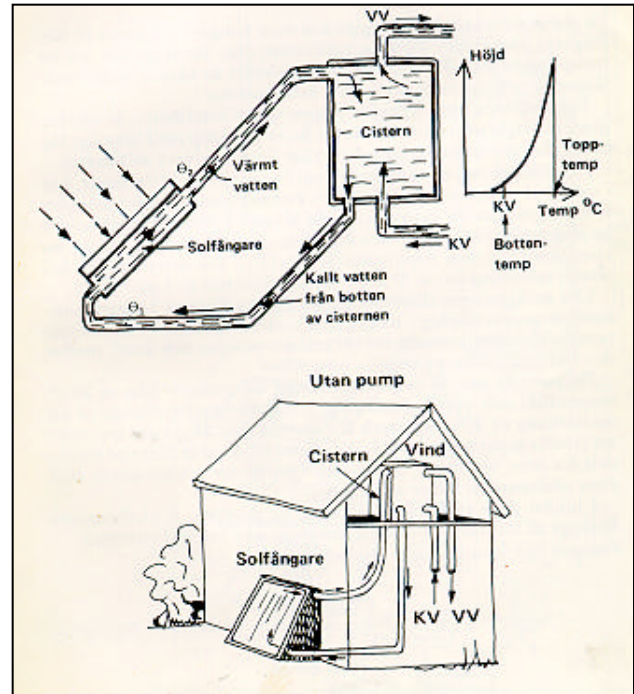 VV
Höjd
Cistern
Topp-
temp
θ₂
Värmt
vatten
Solfångare
KV
Temp °C
KV
Botten-
temp
Kallt vatten
från botten
av cisternen
θ₁
Utan pump
Cistern
Vind
Solfångare
KV
VV